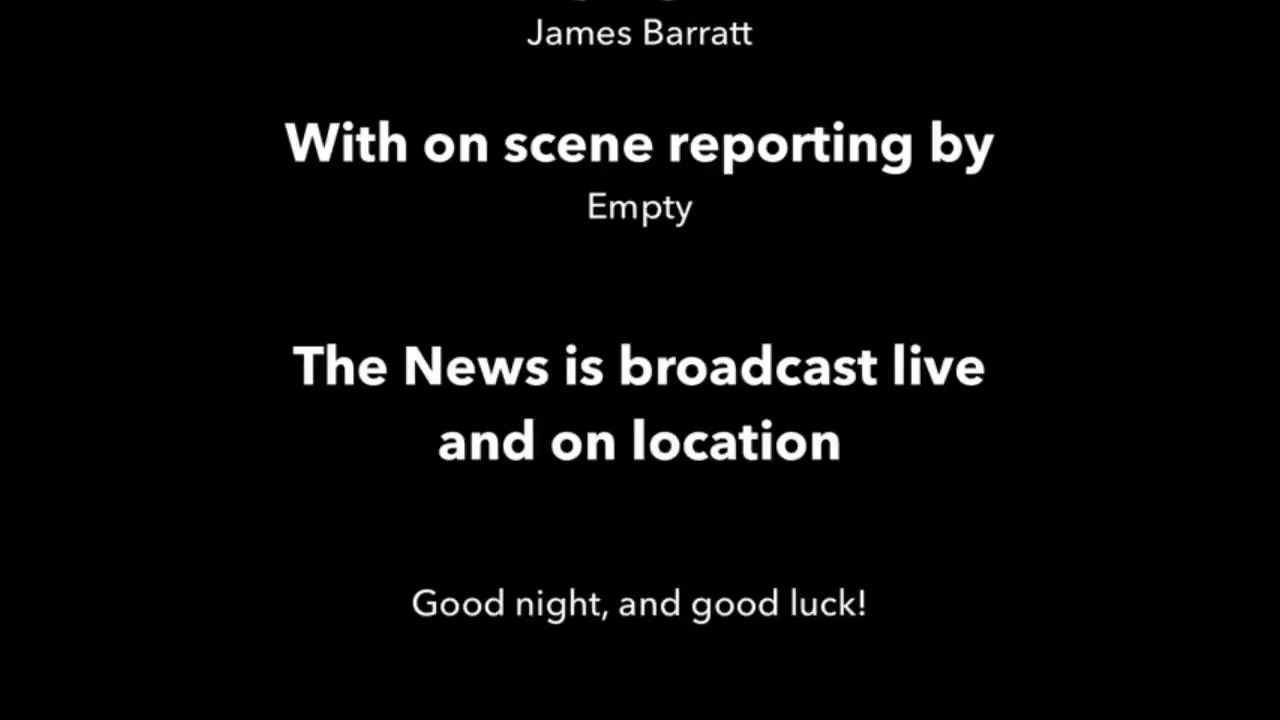 James Barratt
With on scene reporting by
Empty
The News is broadcast live
and on location
Good night, and good luck!